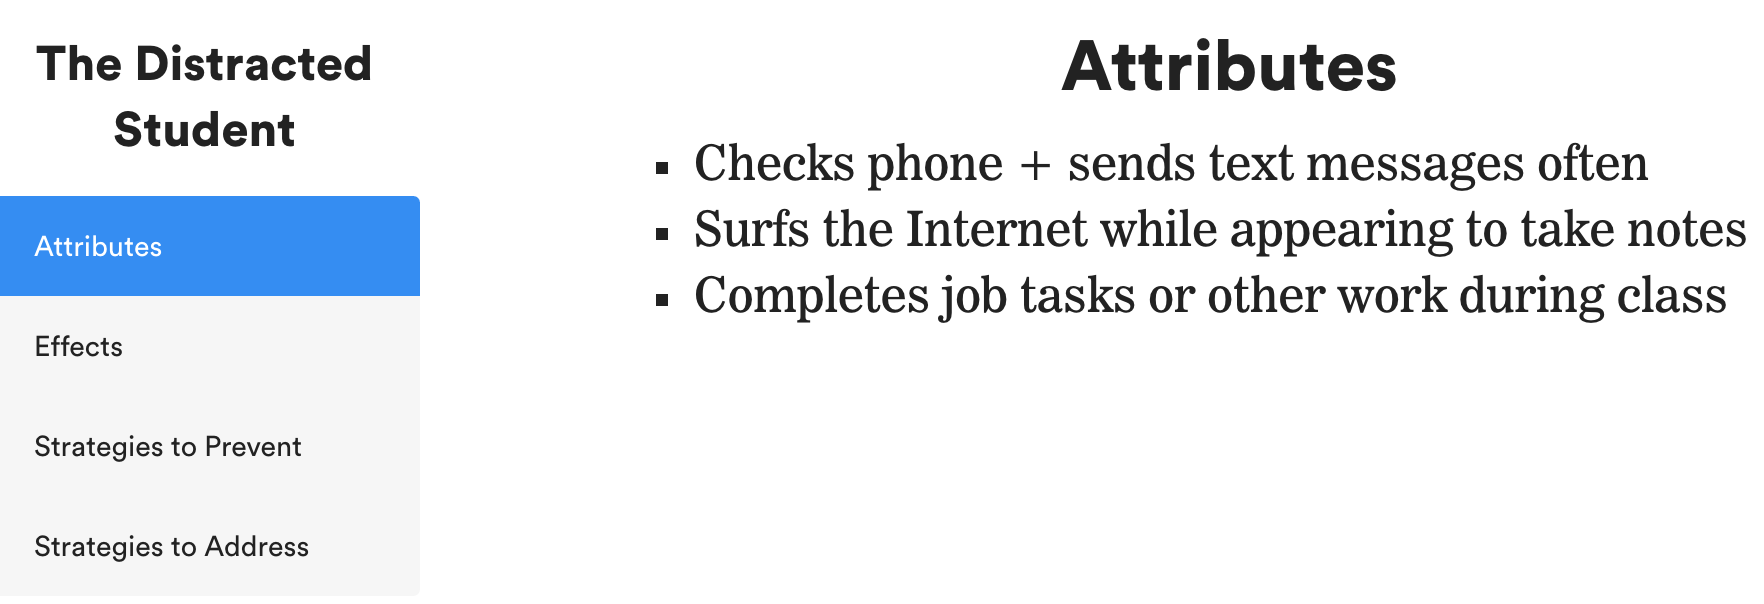 The Distracted
Student
Attributes
Effects
Strategies to Prevent
Strategies to Address
Attributes
▪ Checks phone + sends text messages often
▪ Surfs the Internet while appearing to take notes
▪ Completes job tasks or other work during class